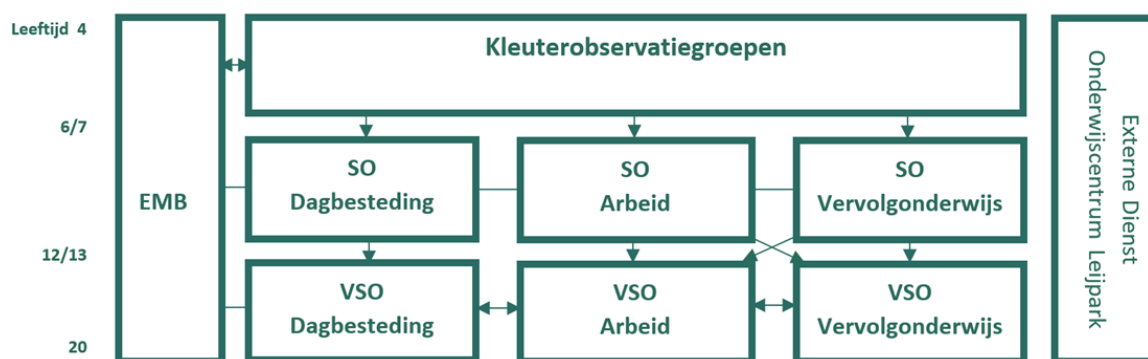 Leeftijd 4
Kleuterobservatiegroepen
6/7
EMB
SO
Dagbesteding
SO
Arbeid
SO
Vervolgonderwijs
12/13
VSO
Dagbesteding
VSO
Arbeid
VSO
Vervolgonderwijs
20
Externe Dienst
Onderwijscentrum Leijpark